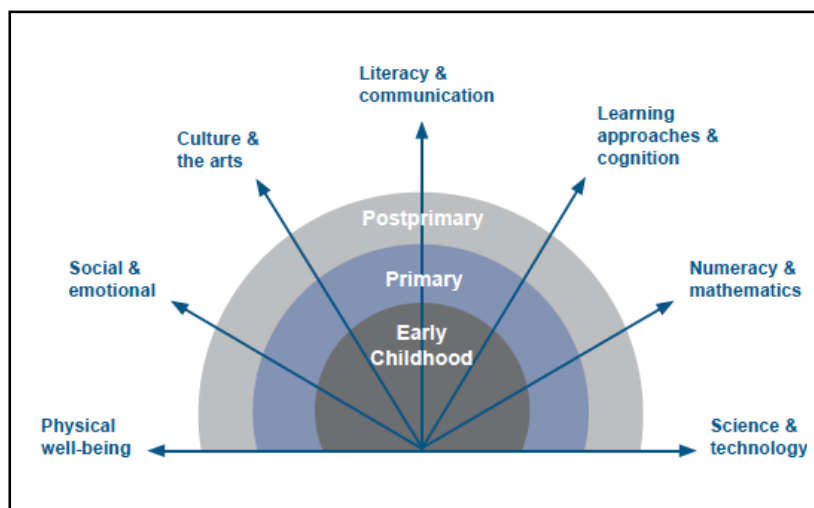 Literacy &
communication
Culture &
the arts
Learning
approaches &
cognition
Postprimary
Social &
emotional
Primary
Numeracy &
mathematics
Early
Childhood
Physical
well-being
Science &
technology